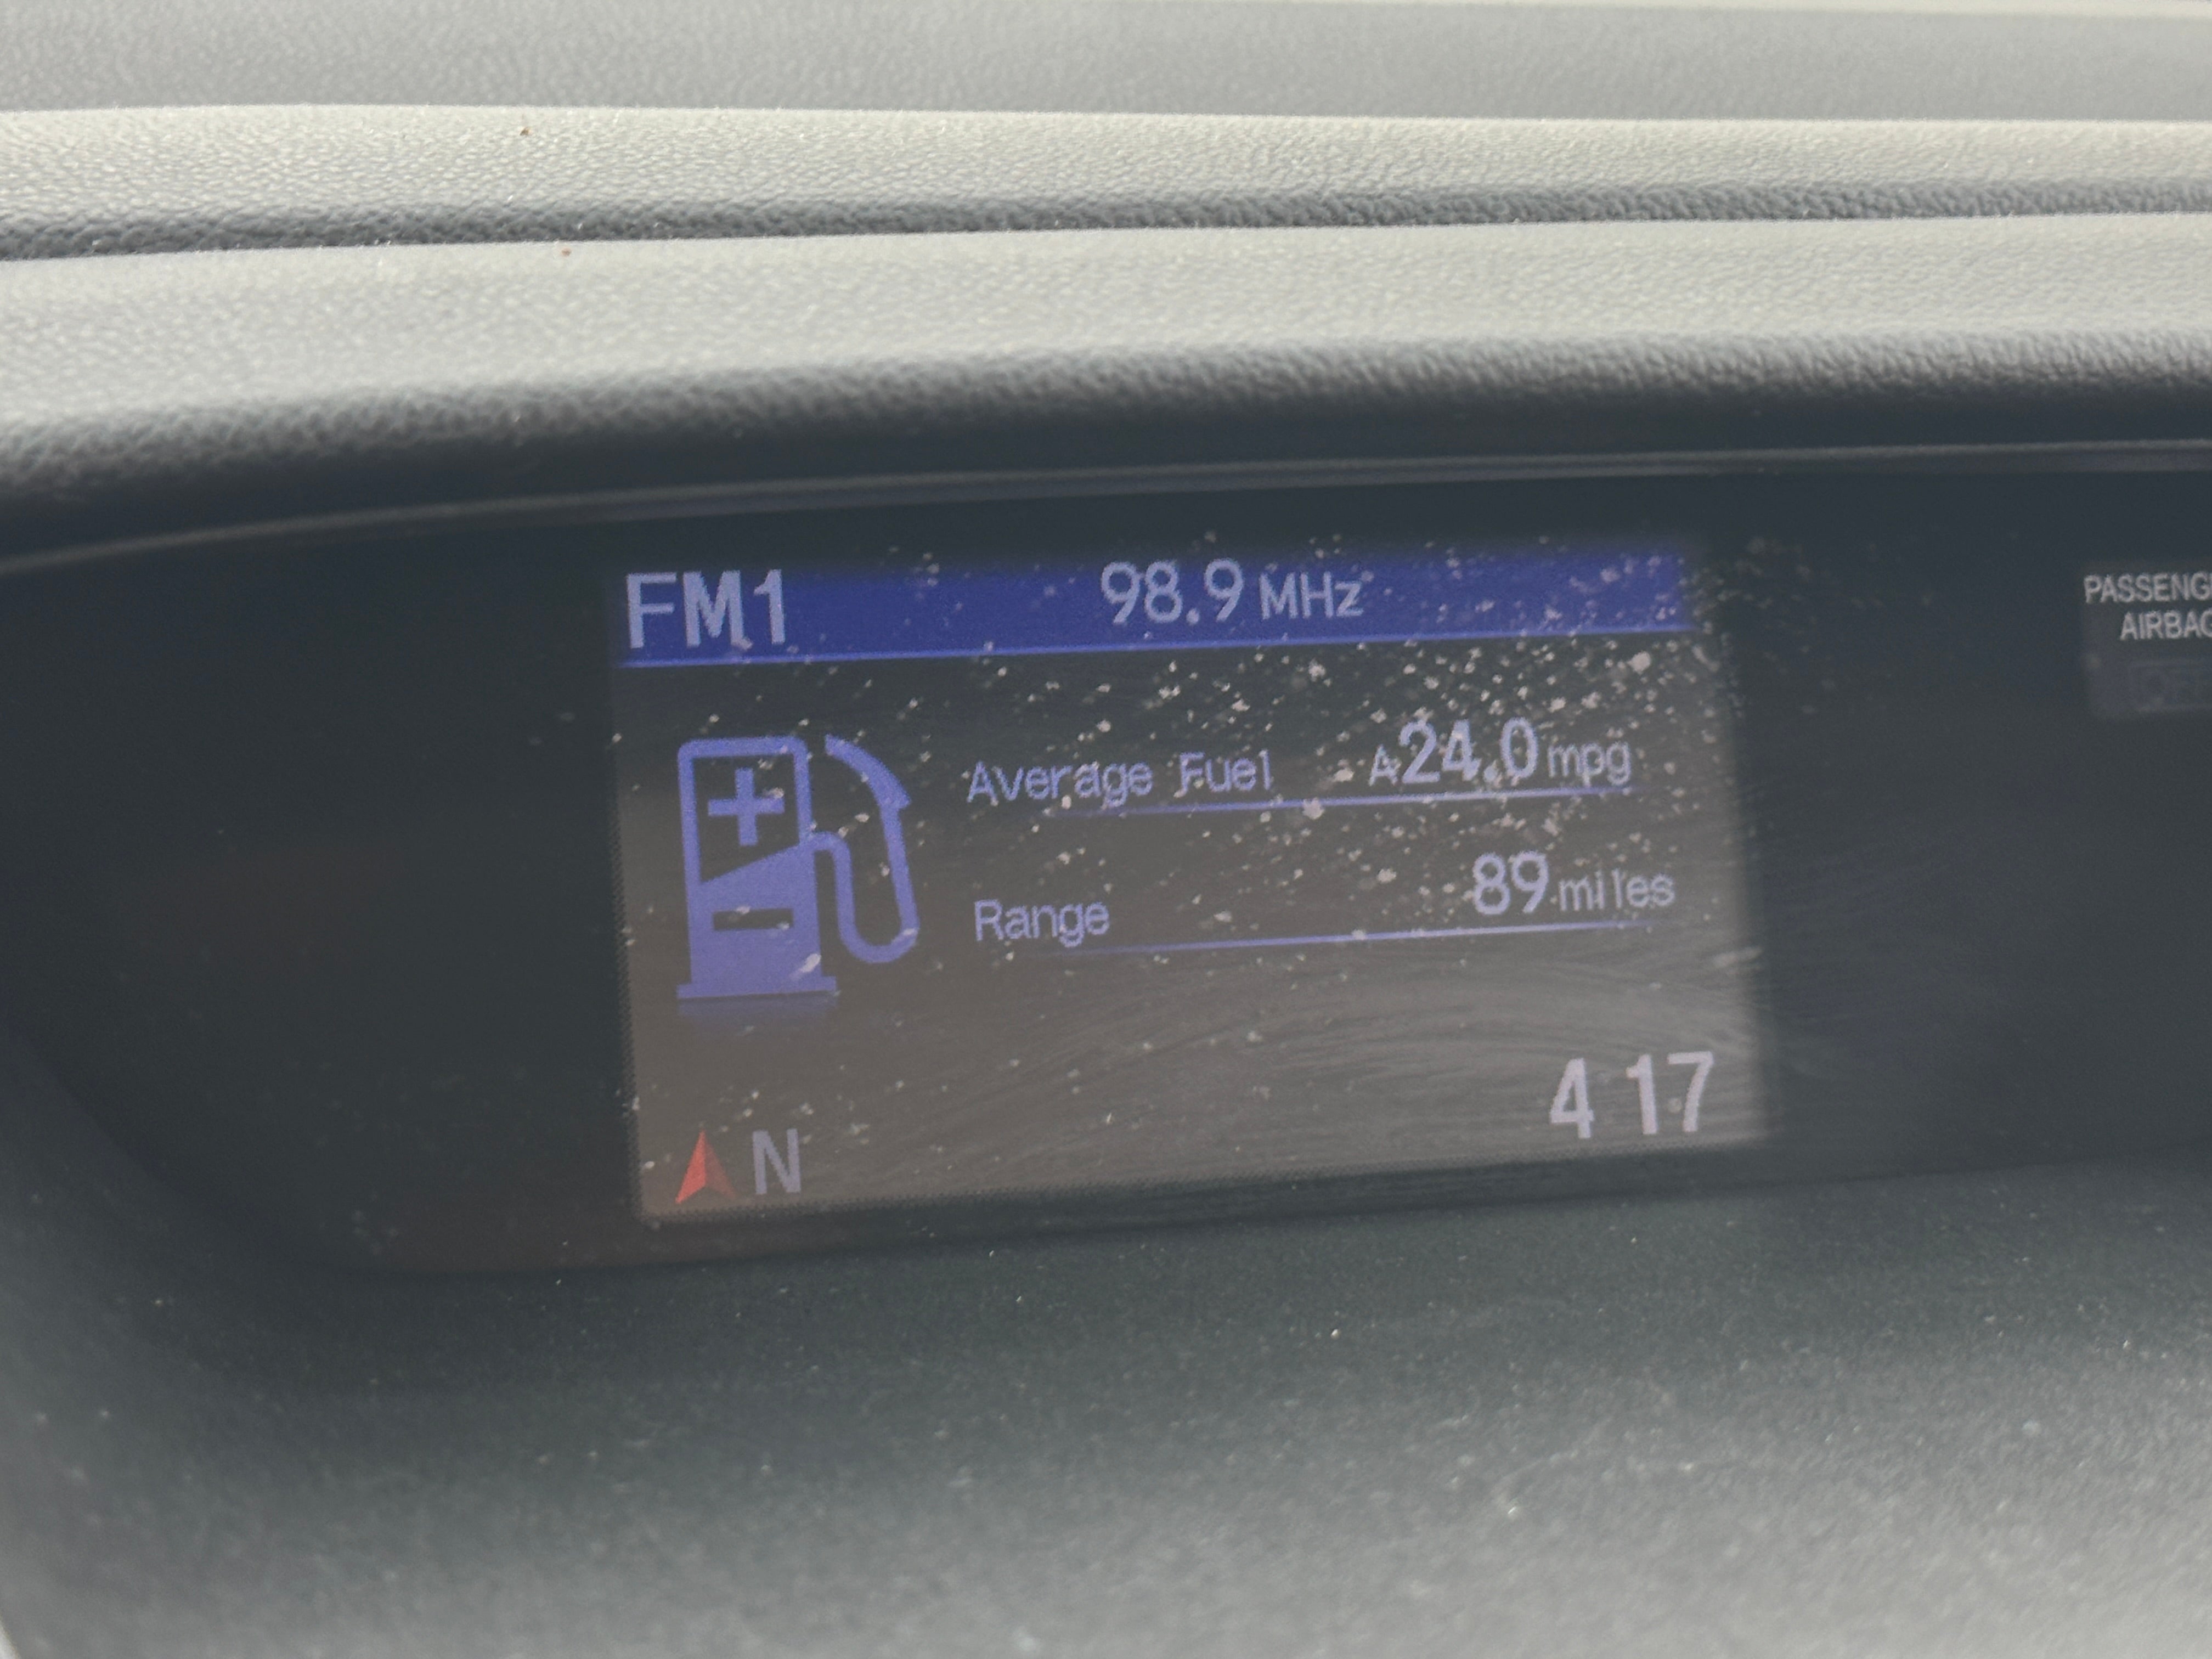 FM1 98.9 MHz
PASSENG
AIRBAG
Average Fuel A24.0 mpg
Range 89 miles
N 4 17